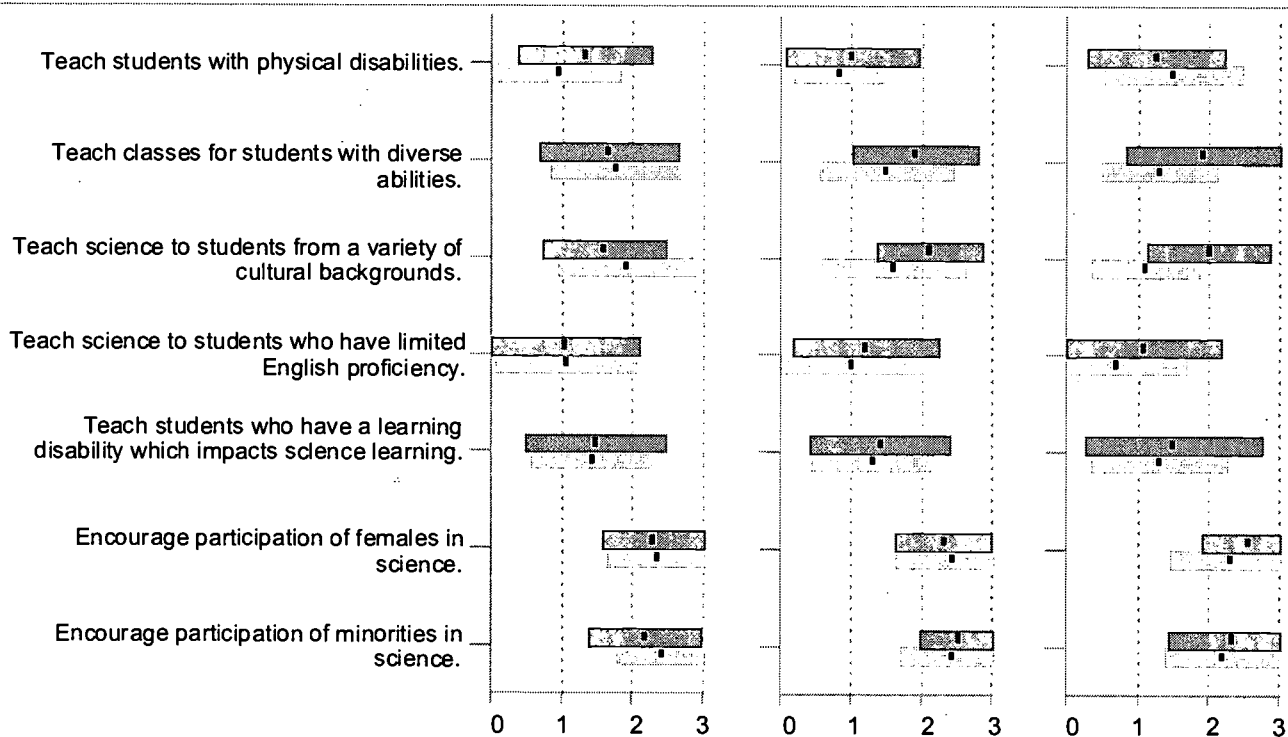 Teach students with physical disabilities.
Teach classes for students with diverse
abilities.
Teach science to students from a variety of
cultural backgrounds.
Teach science to students who have limited
English proficiency.
Teach students who have a learning
disability which impacts science learning.
Encourage participation of females in
science.
Encourage participation of minorities in
science.
0 1 2 3 0 1 2 3 0 1 2 3